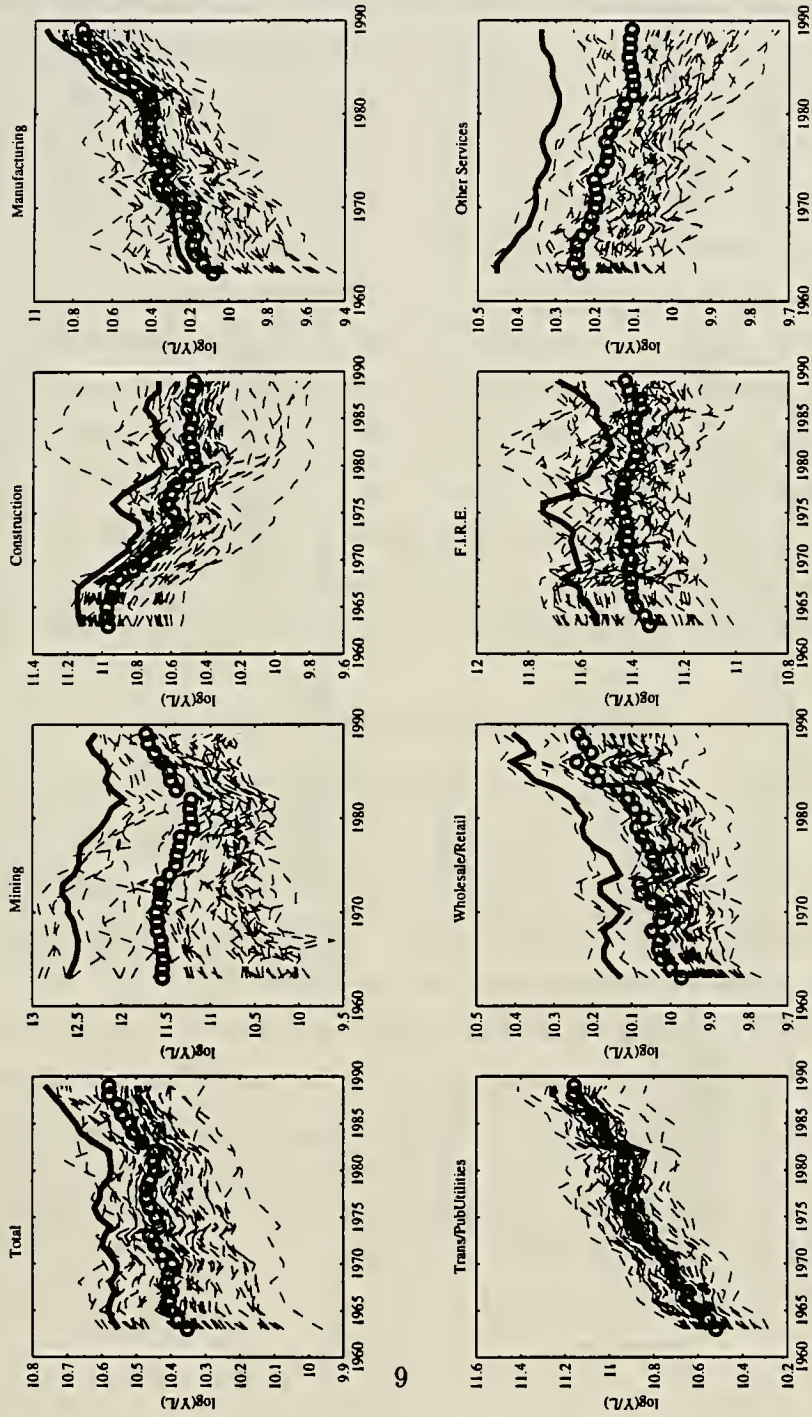 Total
10.8
10.7
10.6
10.5
10.4
10.3
10.2
10.1
10
9.9
log(Y/L)
1960 1965 1970 1975 1980 1985 1990
Mining
13
12.5
12
11.5
11
10.5
10
9.5
log(Y/L)
1960 1970 1980 1990
Construction
11.4
11.2
11
10.8
10.6
10.4
10.2
10
9.8
9.6
log(Y/L)
1960 1965 1970 1975 1980 1985 1990
Manufacturing
11
10.8
10.6
10.4
10.2
10
9.8
9.6
9.4
log(Y/L)
1960 1970 1980 1990
Trans/PubUtilities
11.6
11.4
11.2
11
10.8
10.6
10.4
10.2
log(Y/L)
1960 1965 1970 1975 1980 1985 1990
Wholesale/Retail
10.5
10.4
10.3
10.2
10.1
10
9.9
9.8
9.7
log(Y/L)
1960 1970 1980 1990
F.I.R.E.
12
11.8
11.6
11.4
11.2
11
10.8
log(Y/L)
1960 1965 1970 1975 1980 1985 1990
Other Services
10.5
10.4
10.3
10.2
10.1
10
9.9
9.8
9.7
log(Y/L)
1960 1970 1980 1990
9